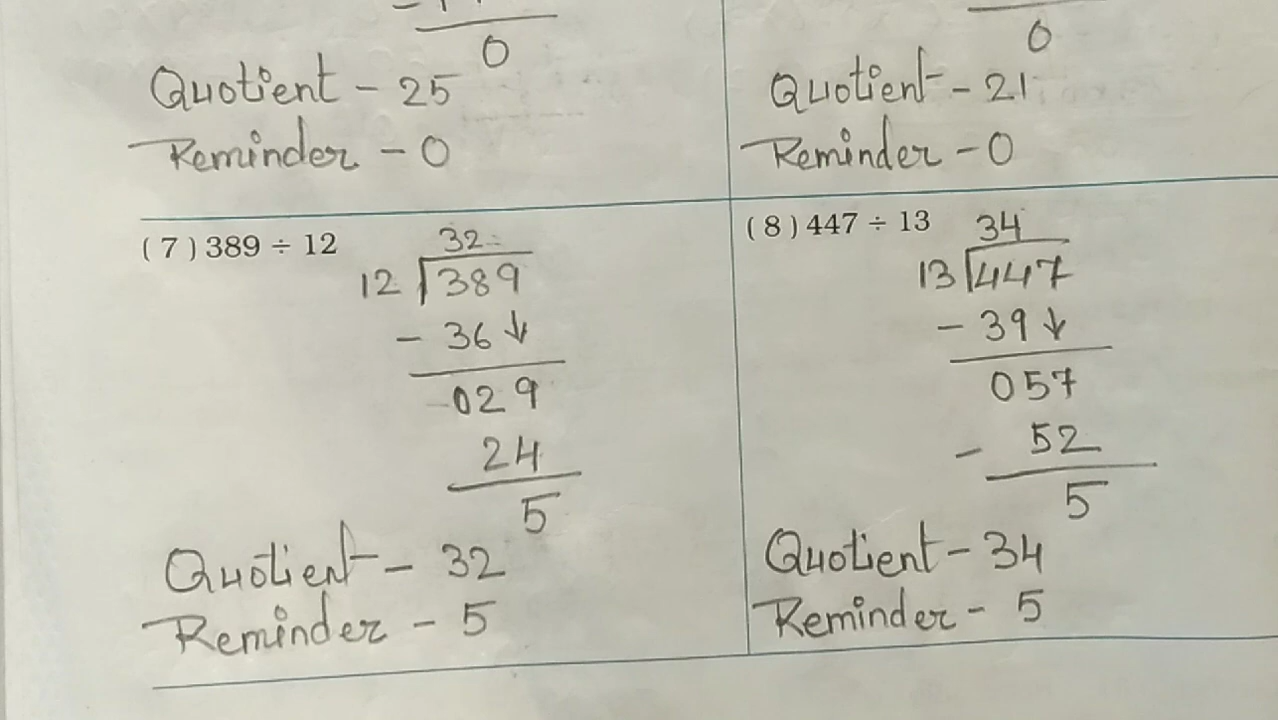 0
Quotient - 25
Reminder - 0
0
Quotient - 21
Reminder - 0
(7) 389 ÷ 12
32
12 389
- 36 ↓
029
24
5
Quotient - 32
Reminder - 5
(8) 447 ÷ 13
34
13 447
- 39 ↓
057
- 52
5
Quotient - 34
Reminder - 5